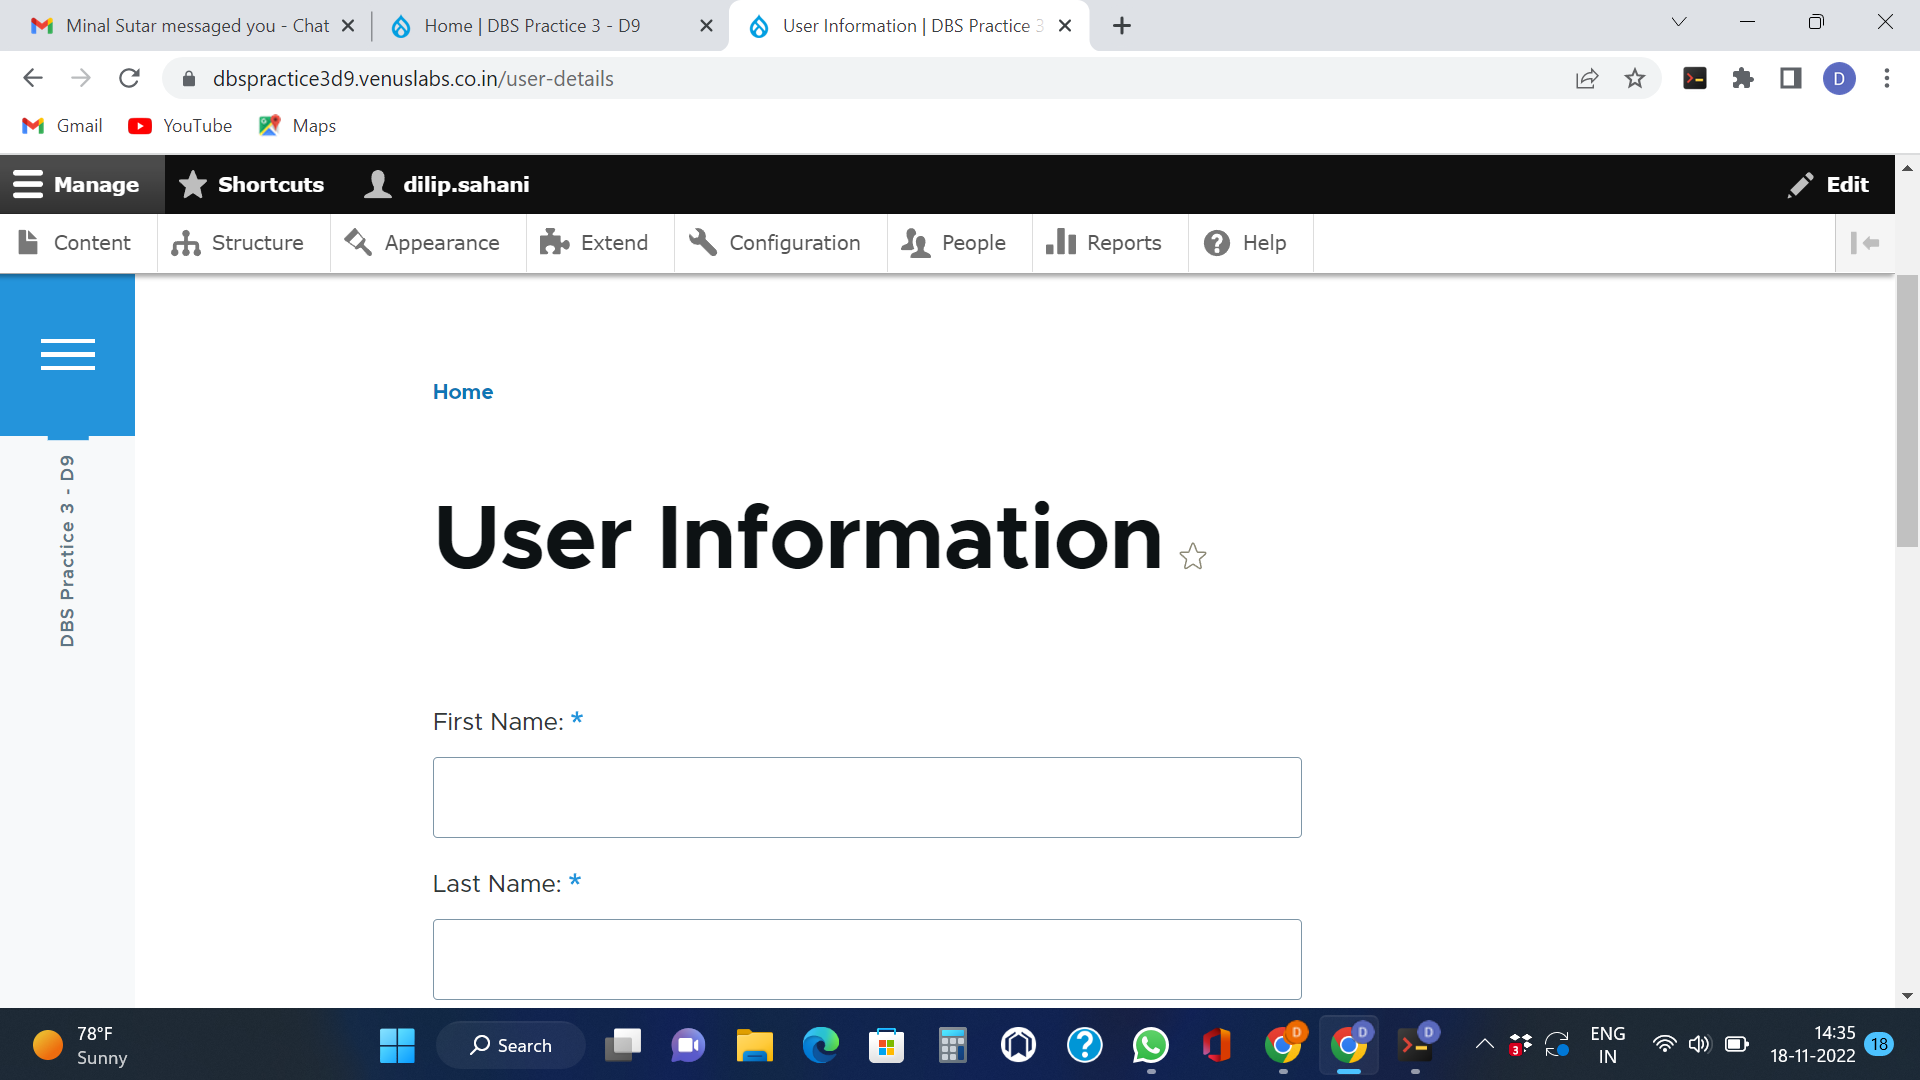 Minal Sutar messaged you - Chat
Home | DBS Practice 3 - D9
User Information | DBS Practice 3
dbspractice3d9.venuslabs.co.in/user-details
D
Gmail
YouTube
Maps
Manage
Shortcuts
dilip.sahani
Edit
Content
Structure
Appearance
Extend
Configuration
People
Reports
Help
DBS Practice 3 - D9
Home
User Information
First Name: *
Last Name: *
78°F
Sunny
Search
D
D
D
3
ENG
IN
14:35
18-11-2022
18